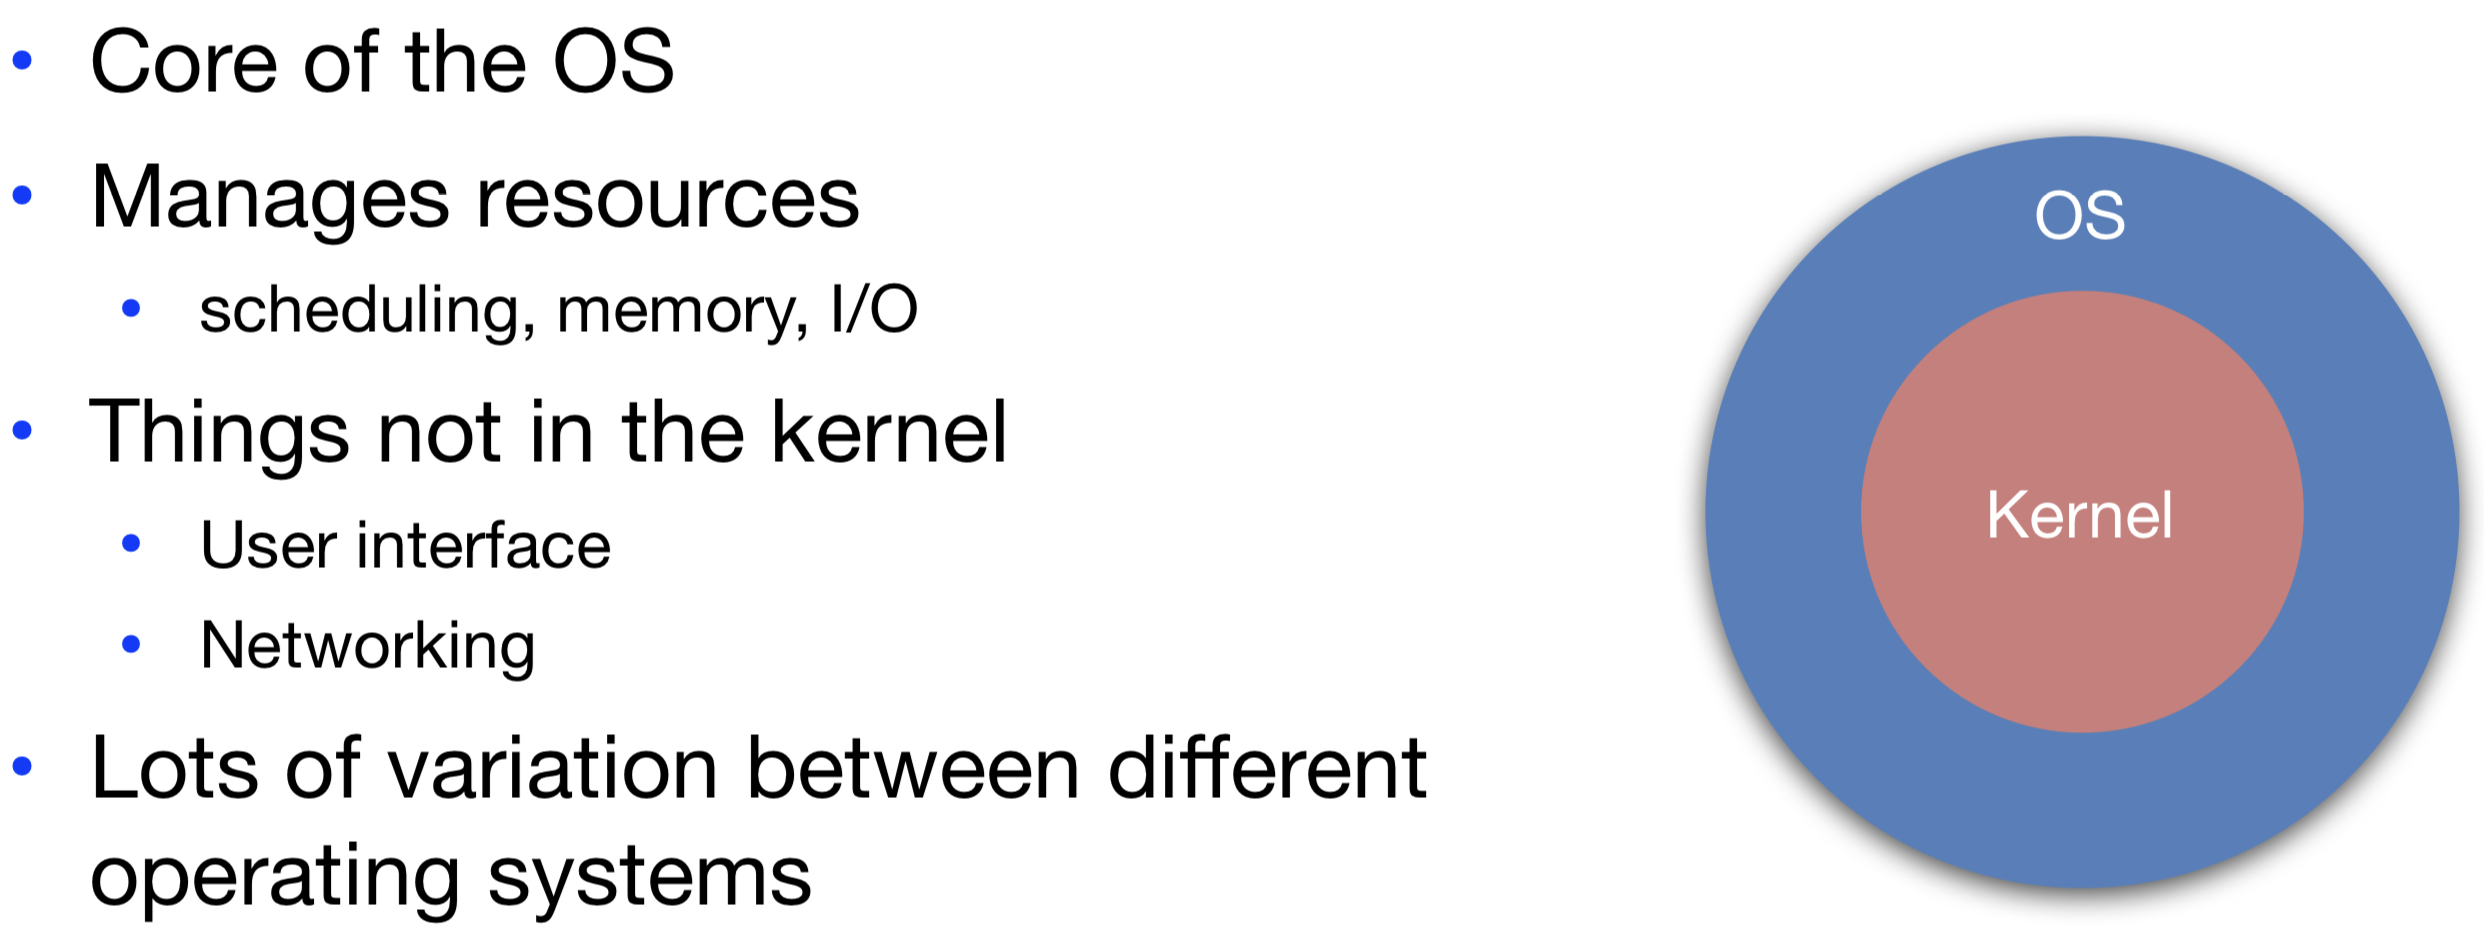 • Core of the OS
• Manages resources
• scheduling, memory, I/O
• Things not in the kernel
• User interface
• Networking
• Lots of variation between different
operating systems
OS
Kernel